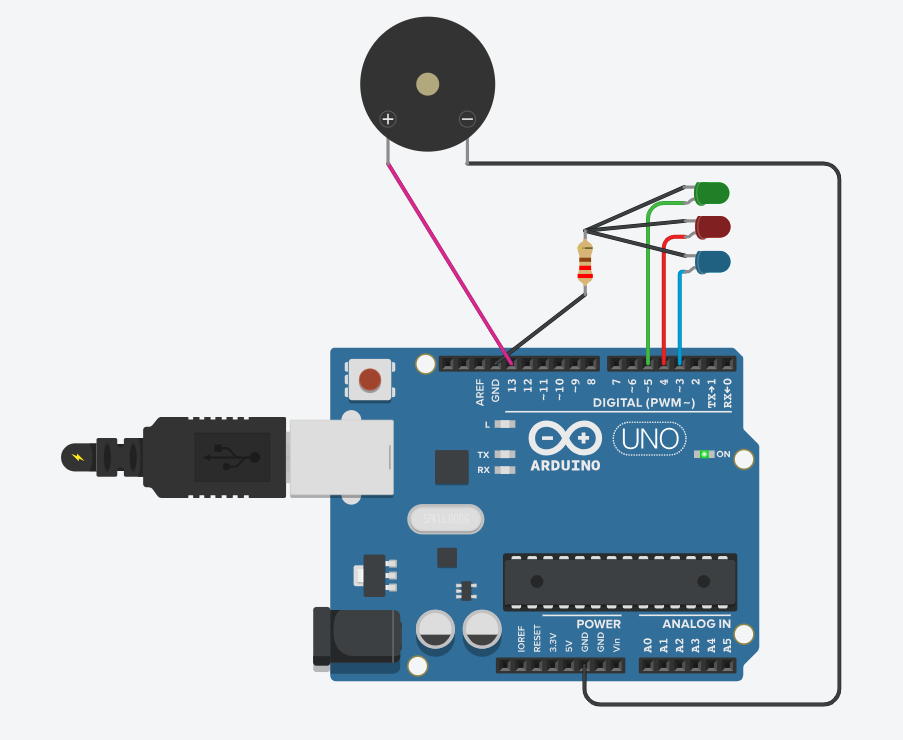 + −
AREF GND 13 12 ~11 ~10 ~9 8 7 ~6 ~5 4 ~3 2 TX→1 RX←0
DIGITAL (PWM~)
L
UNO
TX
ON
RX
ARDUINO
POWER
ANALOG IN
IOREF RESET 3.3V 5V GND GND Vin A0 A1 A2 A3 A4 A5